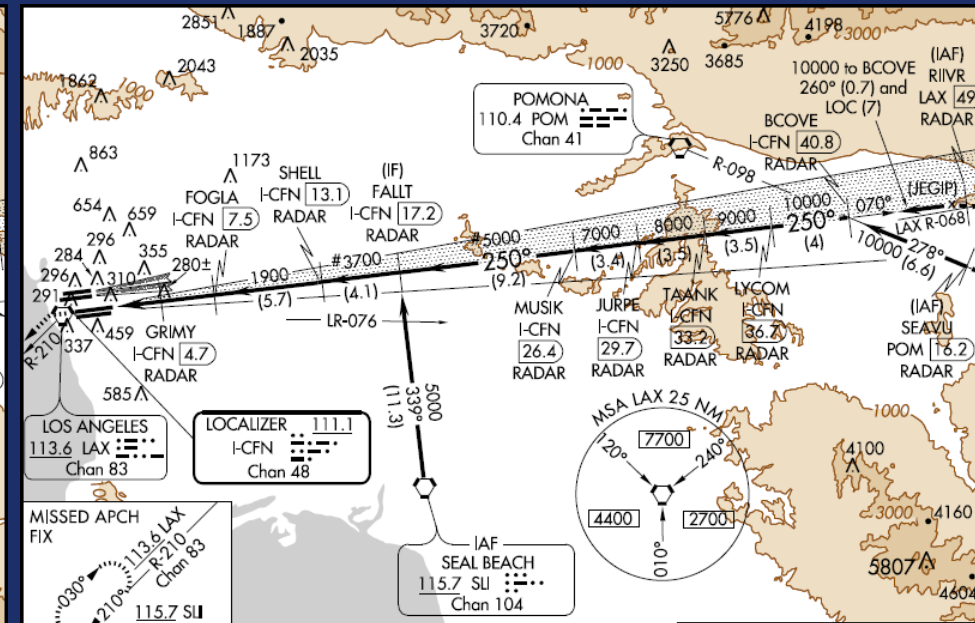 2851
1887
2035
3720
5776
4198
3000
3250
3685
1000
1862
2043
10000 to BCOVE
260° (0.7) and
LOC (7)
(IAF)
RIIVR
LAX 49
RADAR
POMONA
110.4 POM
Chan 41
BCOVE
I-CFN 40.8
RADAR
R-098
863
1173
SHELL
I-CFN 13.1
RADAR
(IF)
FALLT
I-CFN 17.2
RADAR
FOGLA
I-CFN 7.5
RADAR
654
659
296
284
355
296
310
280±
291
(JEGIP)
LAX R-068
070°
10000
250°
(4)
9000
(3.5)
8000
(3.5)
7000
(3.4)
#5000
250°
(9.2)
#3700
(4.1)
1900
(5.7)
278°
10000 (6.6)
LR-076
GRIMY
I-CFN 4.7
RADAR
459
337
R-210
585
MUSIK
I-CFN
26.4
RADAR
JURPE
I-CFN
29.7
RADAR
TAANK
I-CFN
33.2
RADAR
LYCOM
I-CFN
36.7
RADAR
(IAF)
SEAVU
POM 16.2
RADAR
5000
339°
(11.3)
LOS ANGELES
113.6 LAX
Chan 83
LOCALIZER 111.1
I-CFN
Chan 48
MSA LAX 25 NM
120°
7700
240°
4400
2700
010°
1000
4100
3000
4160
5807
4604
IAF
SEAL BEACH
115.7 SLI
Chan 104
MISSED APCH
FIX
113.6 LAX
R-210
Chan 83
030°
210°
115.7 SLI